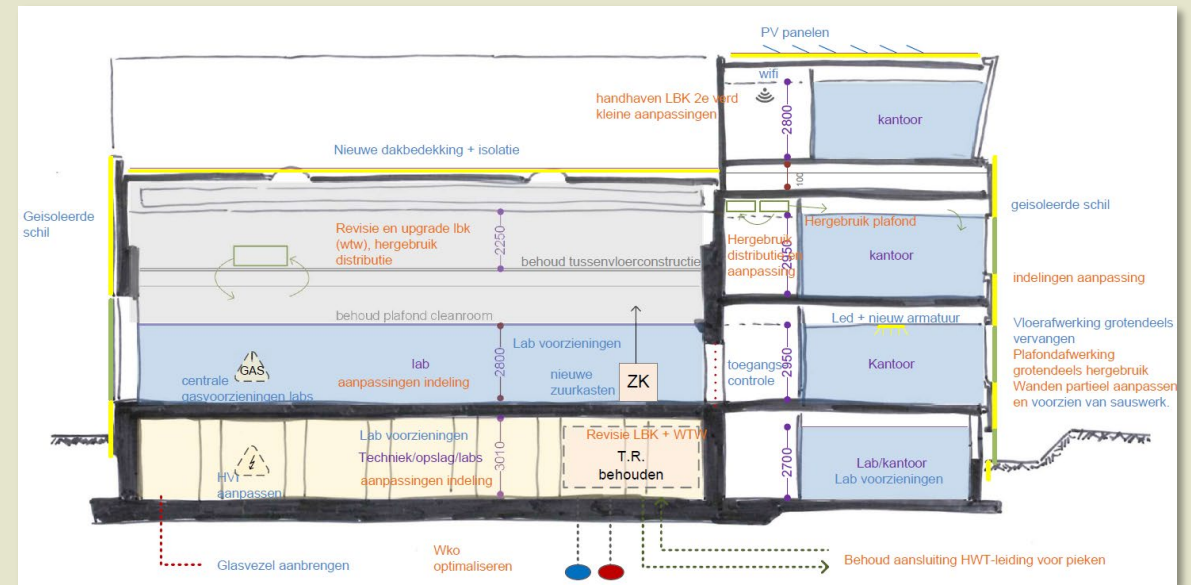 PV panelen
wifi
handhaven LBK 2e verd
kleine aanpassingen
2800
kantoor
Nieuwe dakbedekking + isolatie
100
Geisoleerde
schil
geisoleerde schil
Revisie en upgrade lbk
(wtw), hergebruik
distributie
2250
behoud tussenvloerconstructie
Hergebruik plafond
Hergebruik
distributie en
aanpassing
2950
kantoor
indelingen aanpassing
behoud plafond cleanroom
Led + nieuw armatuur
Vloerafwerking grotendeels
vervangen
Plafondafwerking
grotendeels hergebruik
Wanden partieel aanpassen
en voorzien van sauswerk.
Lab voorzieningen
lab
aanpassingen indeling
2800
GAS
centrale
gasvoorzieningen labs
nieuwe
zuurkasten
ZK
toegangs
controle
2950
Kantoor
Lab voorzieningen
Techniek/opslag/labs
aanpassingen indeling
3010
Revisie LBK + WTW
T.R.
behouden
aanpassen
2700
Lab/kantoor
Lab voorzieningen
Glasvezel aanbrengen
Wko
optimaliseren
Behoud aansluiting HWT-leiding voor pieken